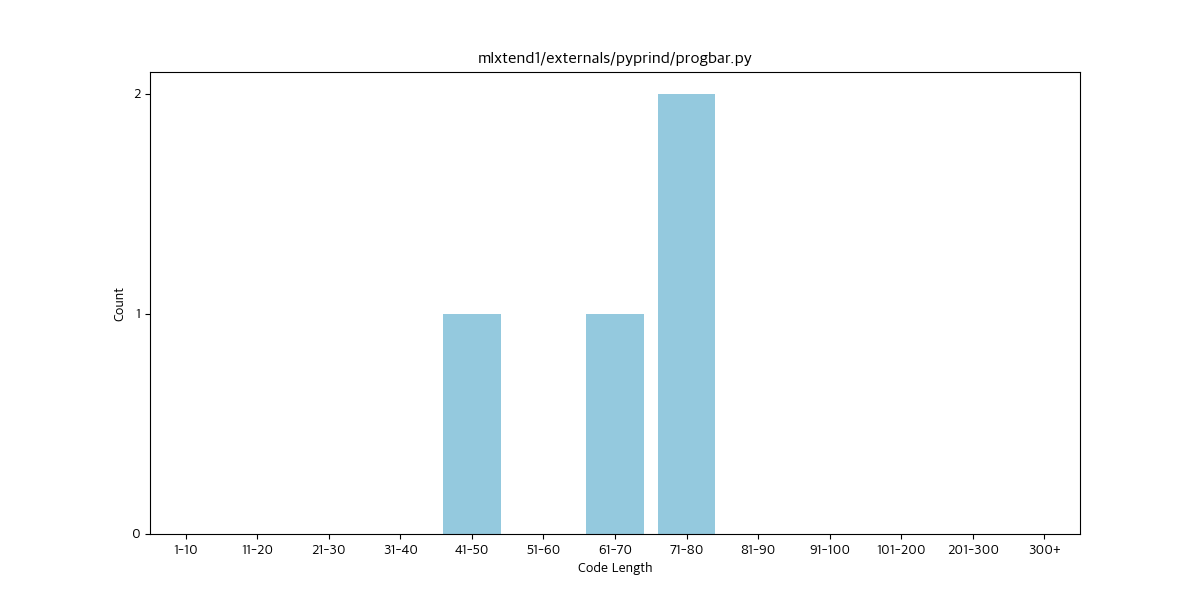 mlxtend1/externals/pyprind/progbar.py
2
1
0
Count
1-10 11-20 21-30 31-40 41-50 51-60 61-70 71-80 81-90 91-100 101-200 201-300 300+
Code Length